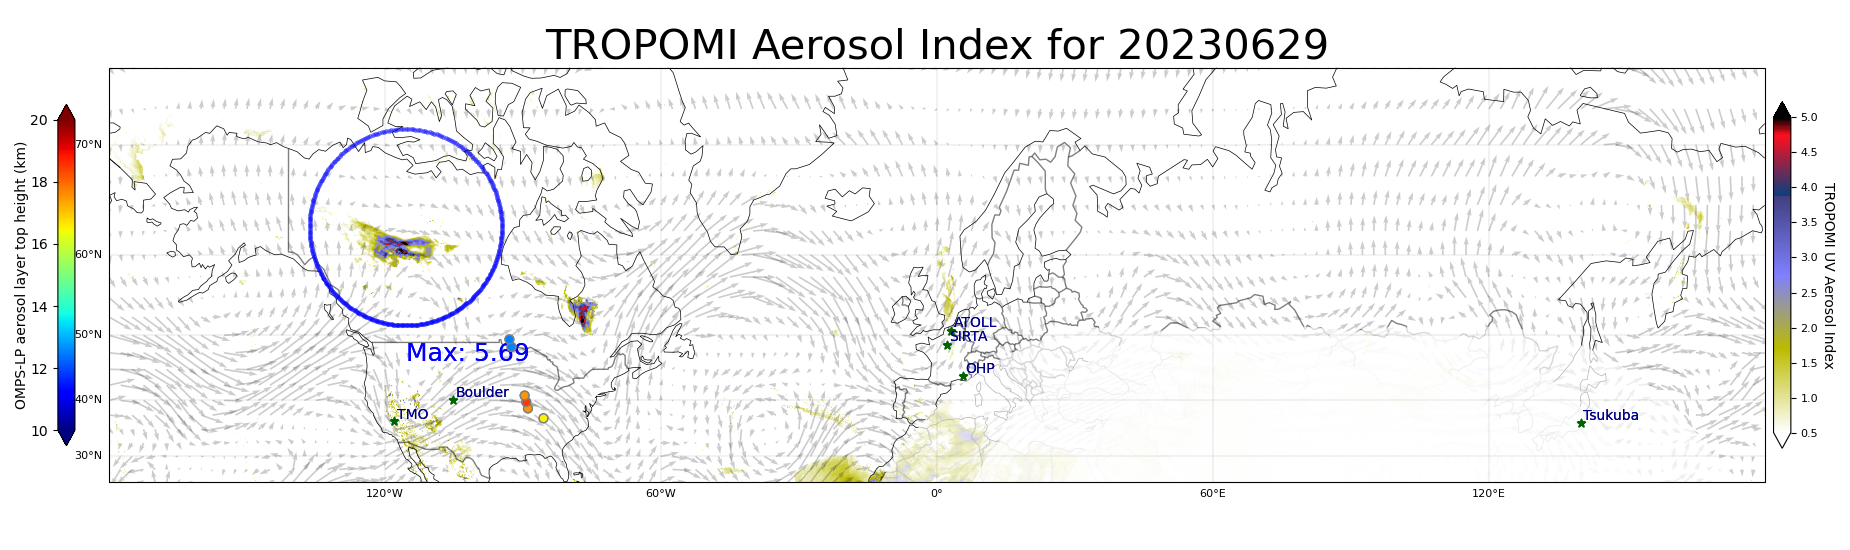 TROPOMI Aerosol Index for 20230629
OMPS-LP aerosol layer top height (km)
20
18
16
14
12
10
70°N
60°N
50°N
40°N
30°N
120°W
60°W
0°
60°E
120°E
Max: 5.69
Boulder
TMO
ATOLL
SIRTA
OHP
Tsukuba
5.0
4.5
4.0
3.5
3.0
2.5
2.0
1.5
1.0
0.5
TROPOMI UV Aerosol Index